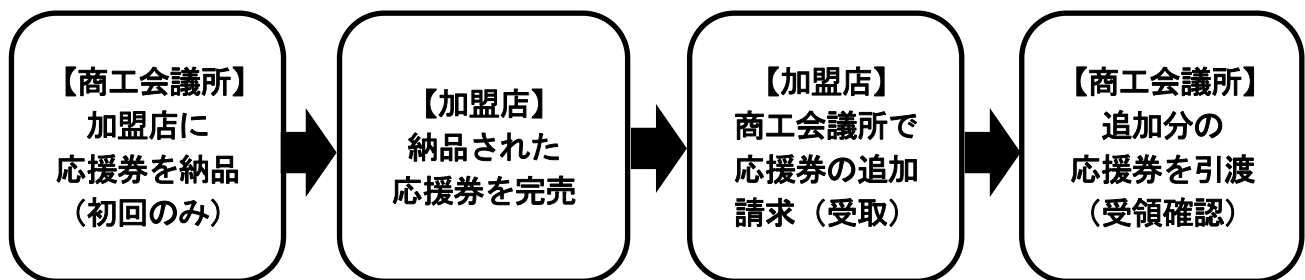 【商工会議所】
加盟店に
応援券を納品
（初回のみ）
【加盟店】
納品された
応援券を完売
【加盟店】
商工会議所で
応援券の追加
請求（受取）
【商工会議所】
追加分の
応援券を引渡
（受領確認）